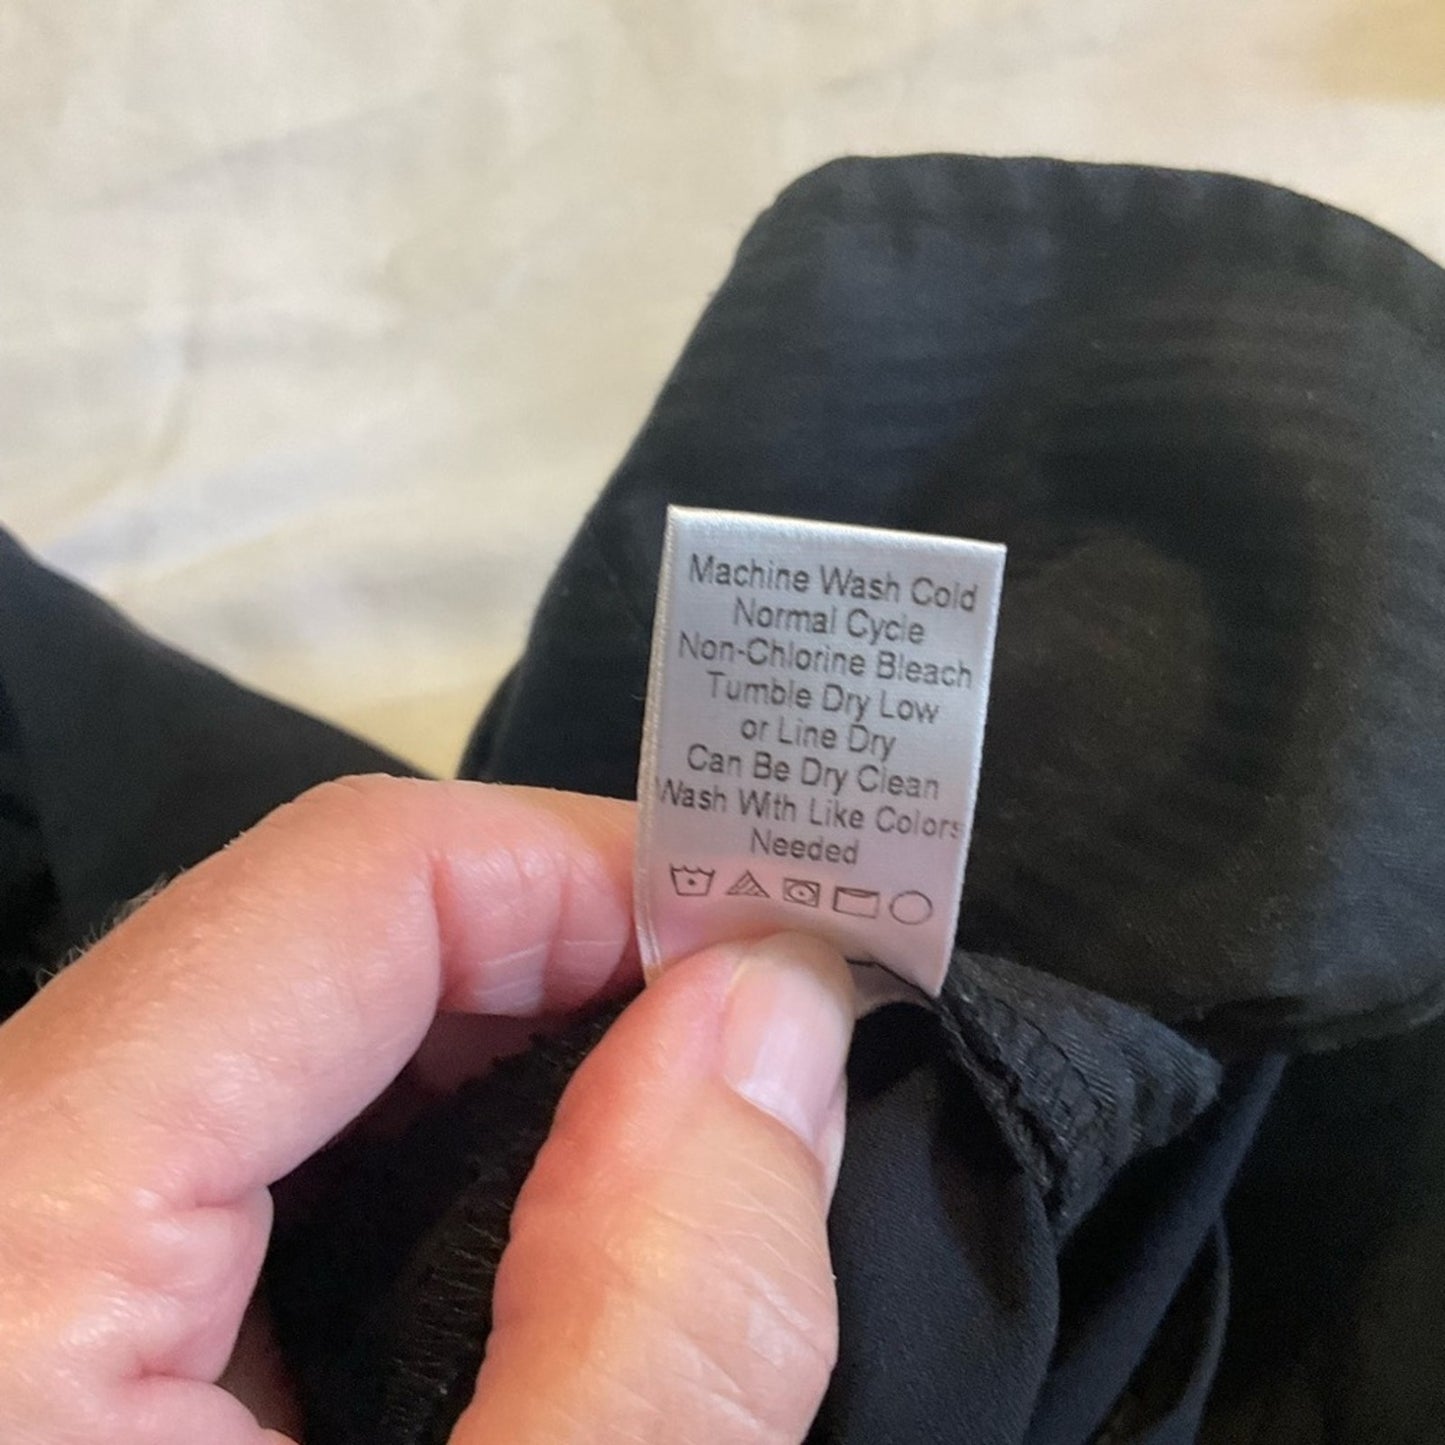 Machine Wash Cold
Normal Cycle
Non-Chlorine Bleach
Tumble Dry Low
or Line Dry
Can Be Dry Clean
Wash With Like Colors
Needed